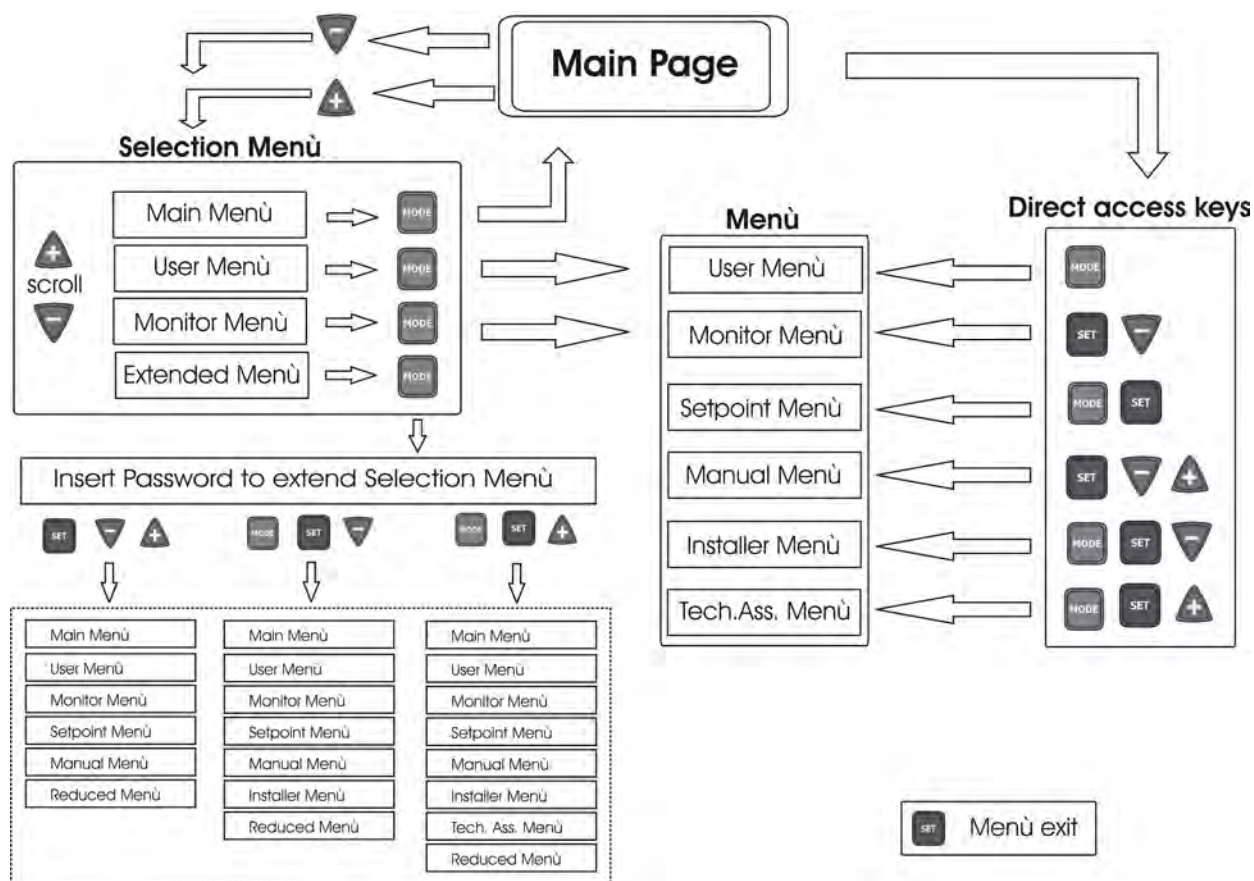 Main Page
Selection Menù
Main Menù MODE
User Menù MODE
scroll
Monitor Menù MODE
Extended Menù MODE
Insert Password to extend Selection Menù
SET
MODE SET
MODE SET
Main Menù
User Menù
Monitor Menù
Setpoint Menù
Manual Menù
Reduced Menù
Main Menù
User Menù
Monitor Menù
Setpoint Menù
Manual Menù
Installer Menù
Reduced Menù
Main Menù
User Menù
Monitor Menù
Setpoint Menù
Manual Menù
Installer Menù
Tech. Ass. Menù
Reduced Menù
Menù
User Menù
Monitor Menù
Setpoint Menù
Manual Menù
Installer Menù
Tech.Ass. Menù
Direct access keys
MODE
SET
MODE SET
SET
MODE SET
MODE SET
SET Menù exit